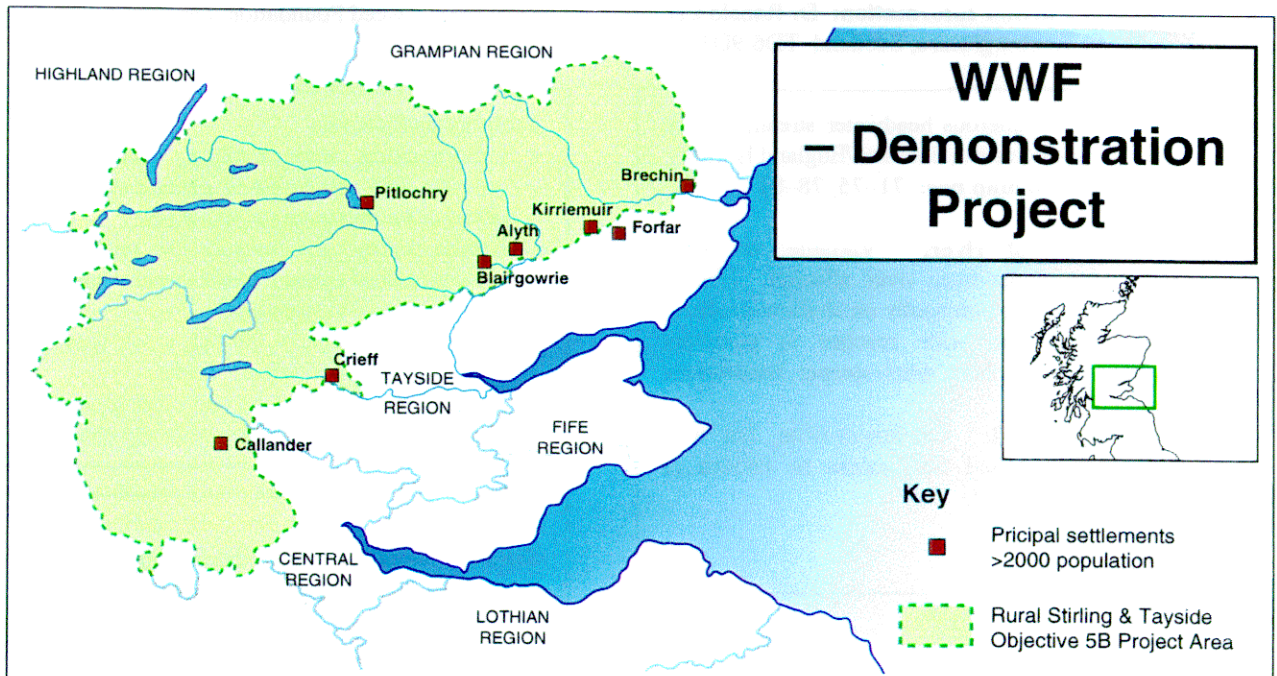 GRAMPIAN REGION
HIGHLAND REGION
WWF
– Demonstration
Project
Brechin
Pitlochry
Kirriemuir
Alyth
Forfar
Blairgowrie
Crieff
TAYSIDE
REGION
FIFE
REGION
Callander
Key
Pricipal settlements
>2000 population
CENTRAL
REGION
LOTHIAN
REGION
Rural Stirling & Tayside
Objective 5B Project Area